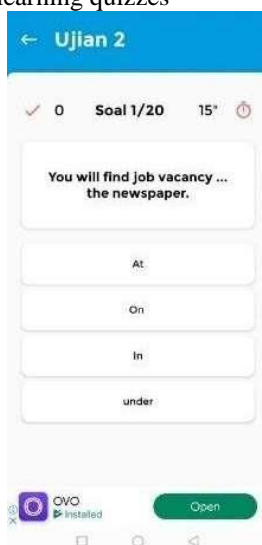 learning quizzes
← Ujian 2
0 Soal 1/20 15"
You will find job vacancy ...
the newspaper.
At
On
In
under
OVO
Installed
Open